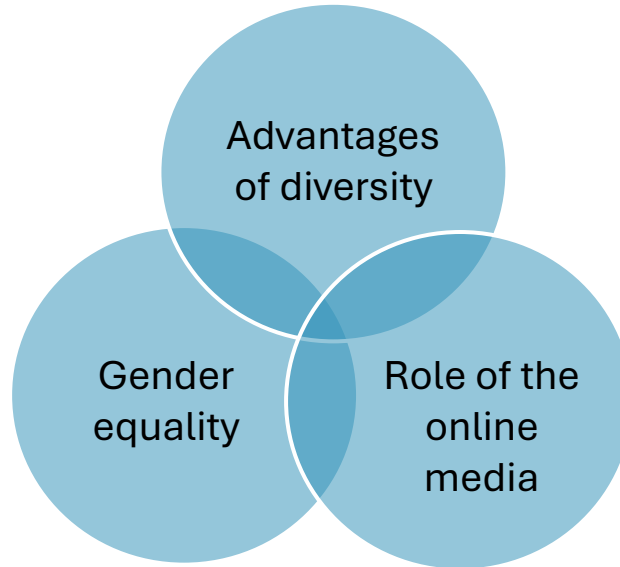 Advantages
of diversity
Gender
equality
Role of the
online
media